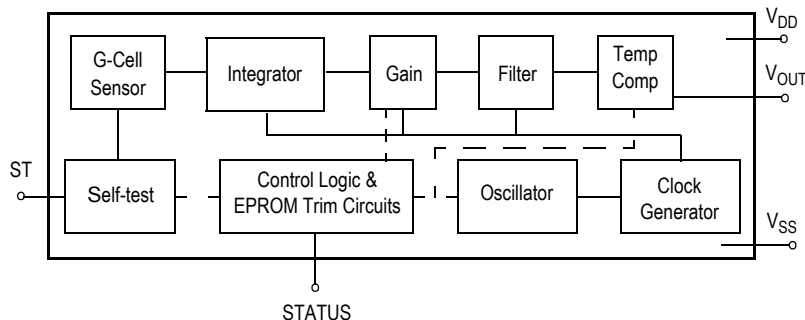 V_DD
G-Cell
Sensor
Integrator
Gain
Filter
Temp
Comp
V_OUT
ST
Self-test
Control Logic &
EPROM Trim Circuits
Oscillator
Clock
Generator
V_SS
STATUS